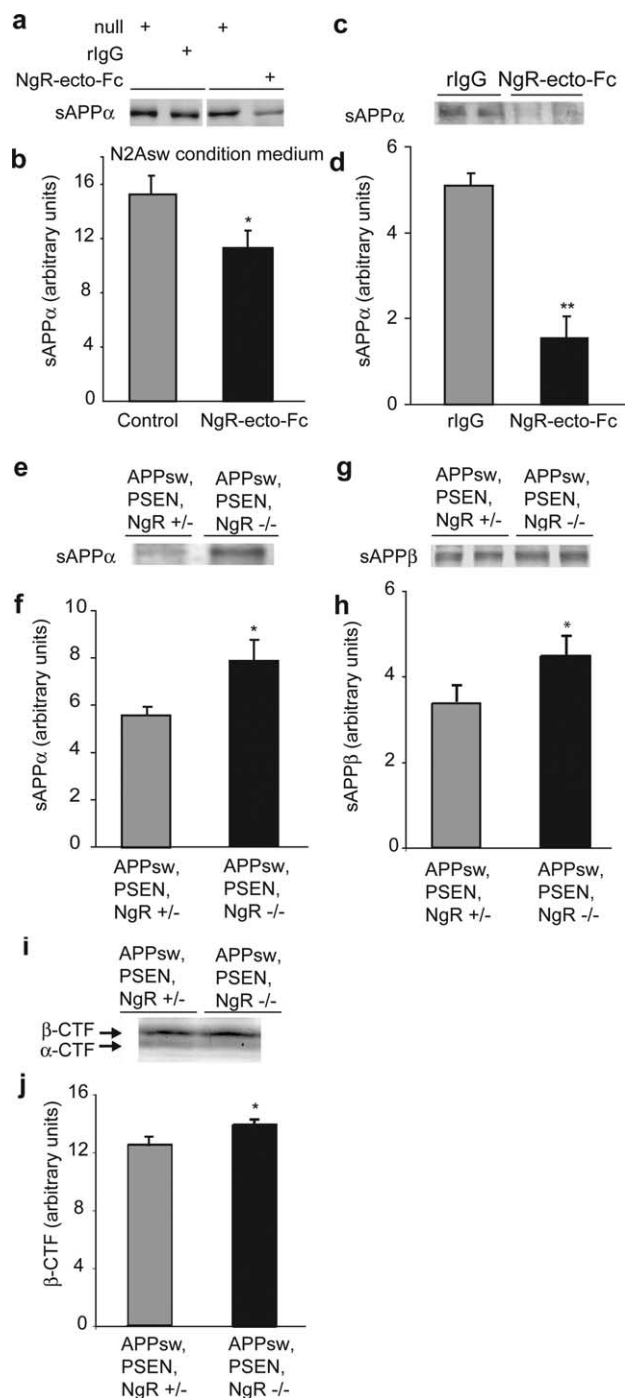 a
null + +
rIgG +
NgR-ecto-Fc +
sAPPα
b
N2Asw condition medium
sAPPα (arbitrary units)
16
12
8
4
0
*
Control NgR-ecto-Fc
c
rIgG NgR-ecto-Fc
sAPPα
d
sAPPα (arbitrary units)
6
4
2
0
**
rIgG NgR-ecto-Fc
e
APPsw, APPsw,
PSEN, PSEN,
NgR +/- NgR -/-
sAPPα
f
sAPPα (arbitrary units)
10
8
6
4
2
0
*
APPsw, APPsw,
PSEN, PSEN,
NgR +/- NgR -/-
g
APPsw, APPsw,
PSEN, PSEN,
NgR +/- NgR -/-
sAPPβ
h
sAPPβ (arbitrary units)
6
4
2
0
*
APPsw, APPsw,
PSEN, PSEN,
NgR +/- NgR -/-
i
APPsw, APPsw,
PSEN, PSEN,
NgR +/- NgR -/-
β-CTF
α-CTF
j
β-CTF (arbitrary units)
16
12
8
4
0
*
APPsw, APPsw,
PSEN, PSEN,
NgR +/- NgR -/-